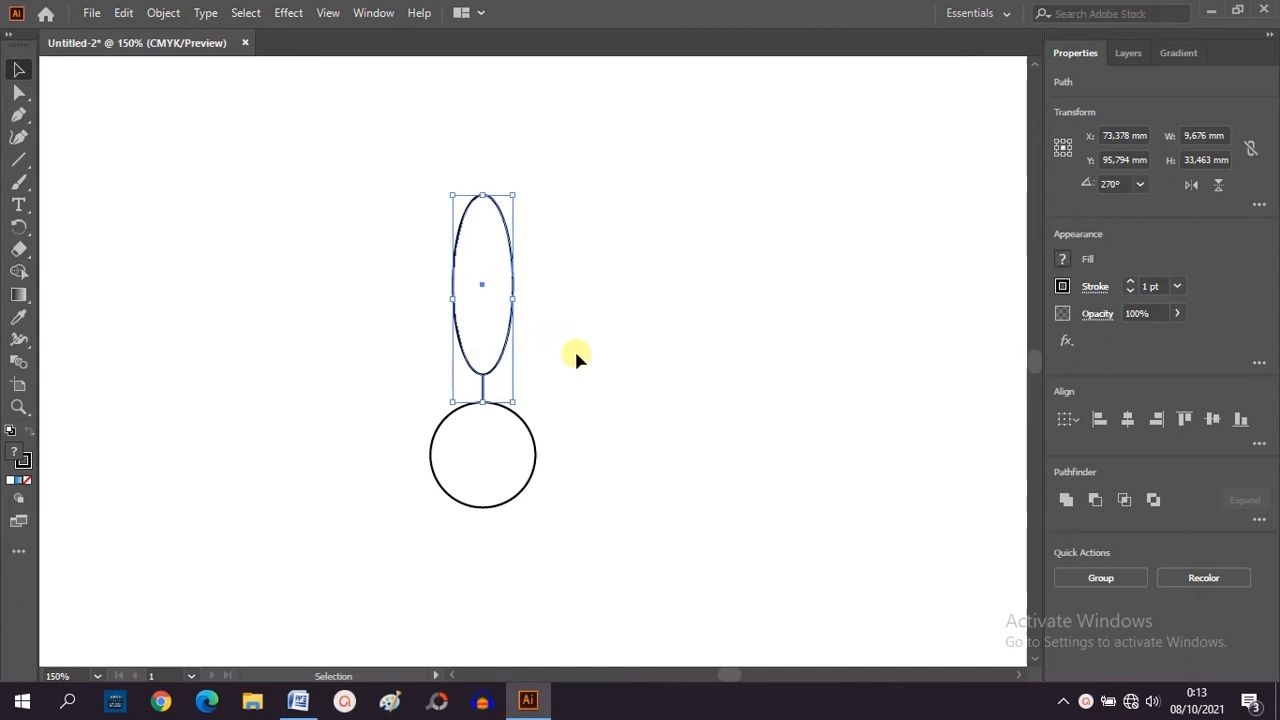 Ai File Edit Object Type Select Effect View Window Help Essentials Search Adobe Stock
Untitled-2* @ 150% (CMYK/Preview)
Properties Layers Gradient
Path
Transform
X: 73,378 mm W: 9,676 mm
Y: 95,794 mm H: 33,463 mm
270°
Appearance
? Fill
Stroke 1 pt
Opacity 100%
fx.
Align
Pathfinder
Expand
Quick Actions
Group Recolor
Activate Windows
Go to Settings to activate Windows.
150% 1 Selection
Ai 0:13
08/10/2021 3